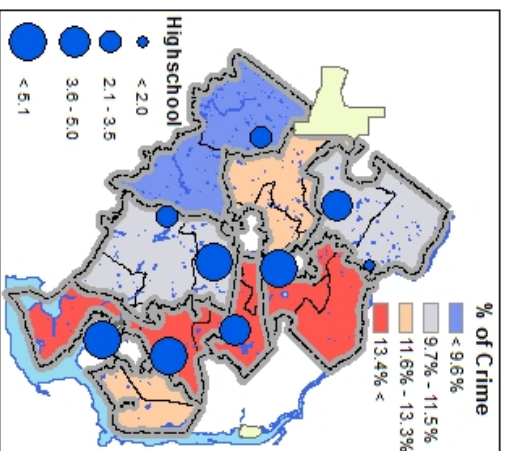 % of Crime
< 9.6%
9.7% - 11.5%
11.6% - 13.3%
13.4% <
Highschool
< 2.0
2.1 - 3.5
3.6 - 5.0
< 5.1